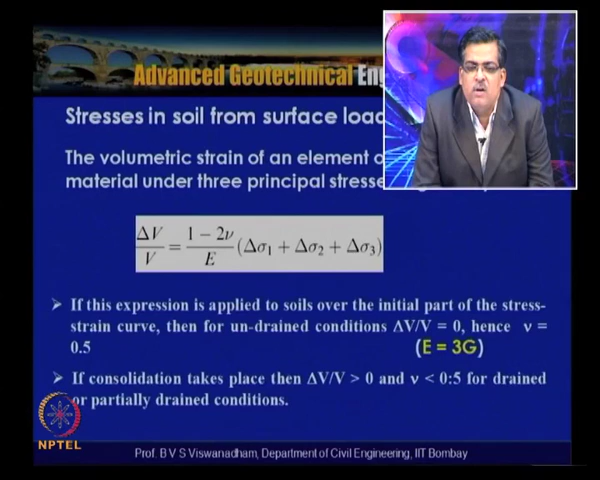 Advanced Geotechnical En
Stresses in soil from surface loa
The volumetric strain of an element o
material under three principal stresse
ΔV/V = (1 − 2ν)/E (Δσ₁ + Δσ₂ + Δσ₃)
➢ If this expression is applied to soils over the initial part of the stress-
strain curve, then for un-drained conditions ΔV/V = 0, hence ν =
0.5 (E = 3G)
➢ If consolidation takes place then ΔV/V > 0 and ν < 0:5 for drained
or partially drained conditions.
NPTEL
Prof. B V S Viswanadham, Department of Civil Engineering, IIT Bombay